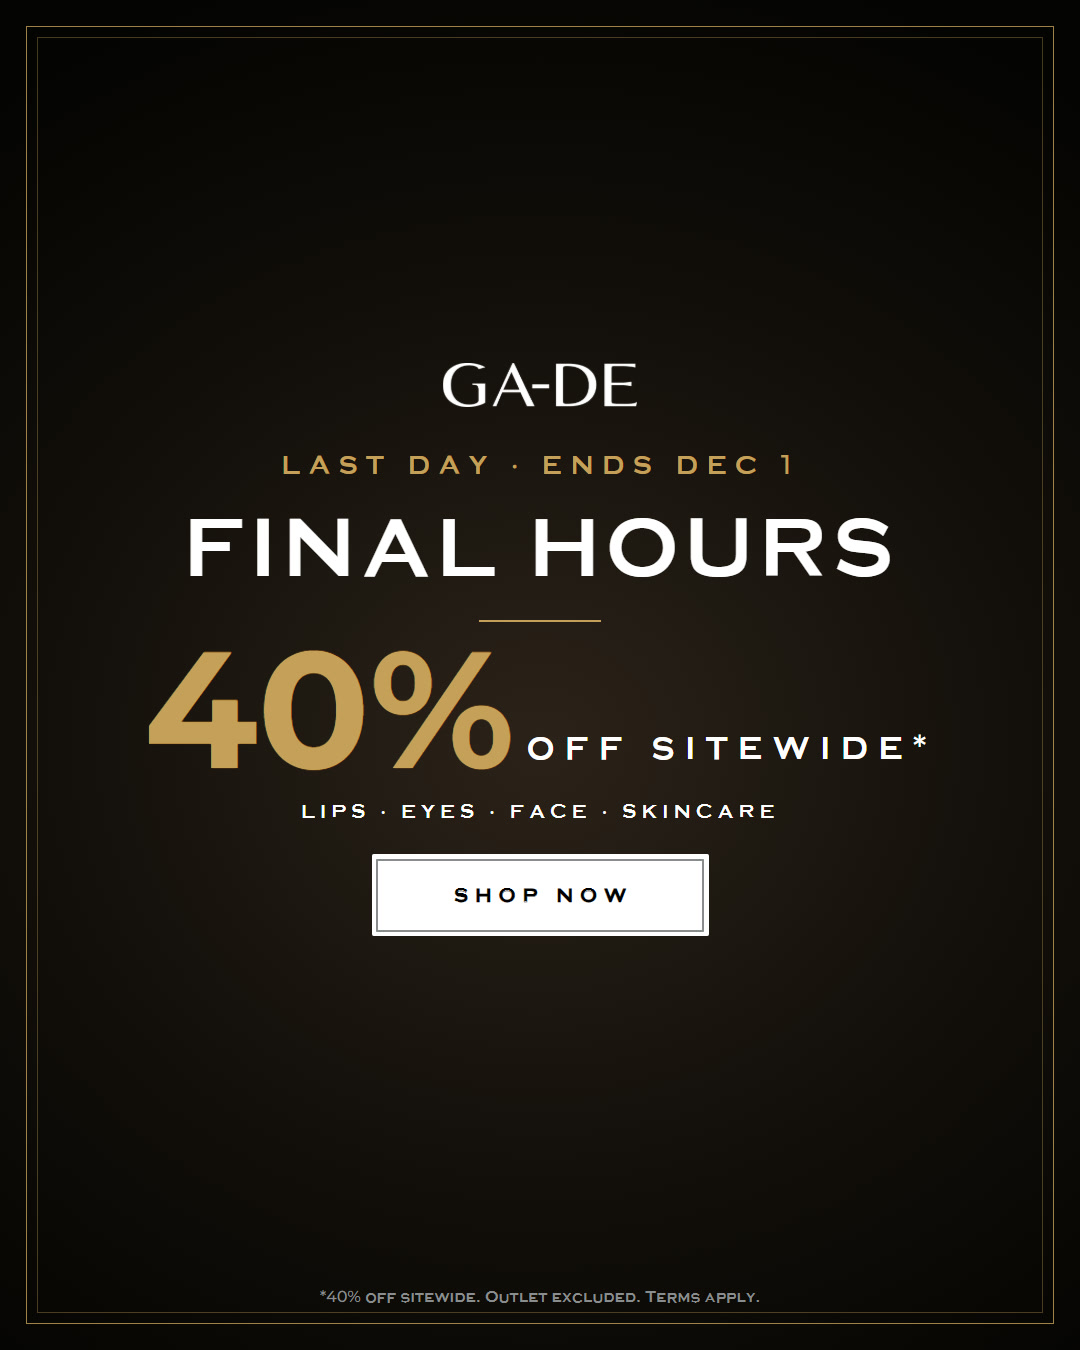 GA-DE
LAST DAY · ENDS DEC 1
FINAL HOURS
40% OFF SITEWIDE*
LIPS · EYES · FACE · SKINCARE
SHOP NOW
*40% OFF SITEWIDE. OUTLET EXCLUDED. TERMS APPLY.